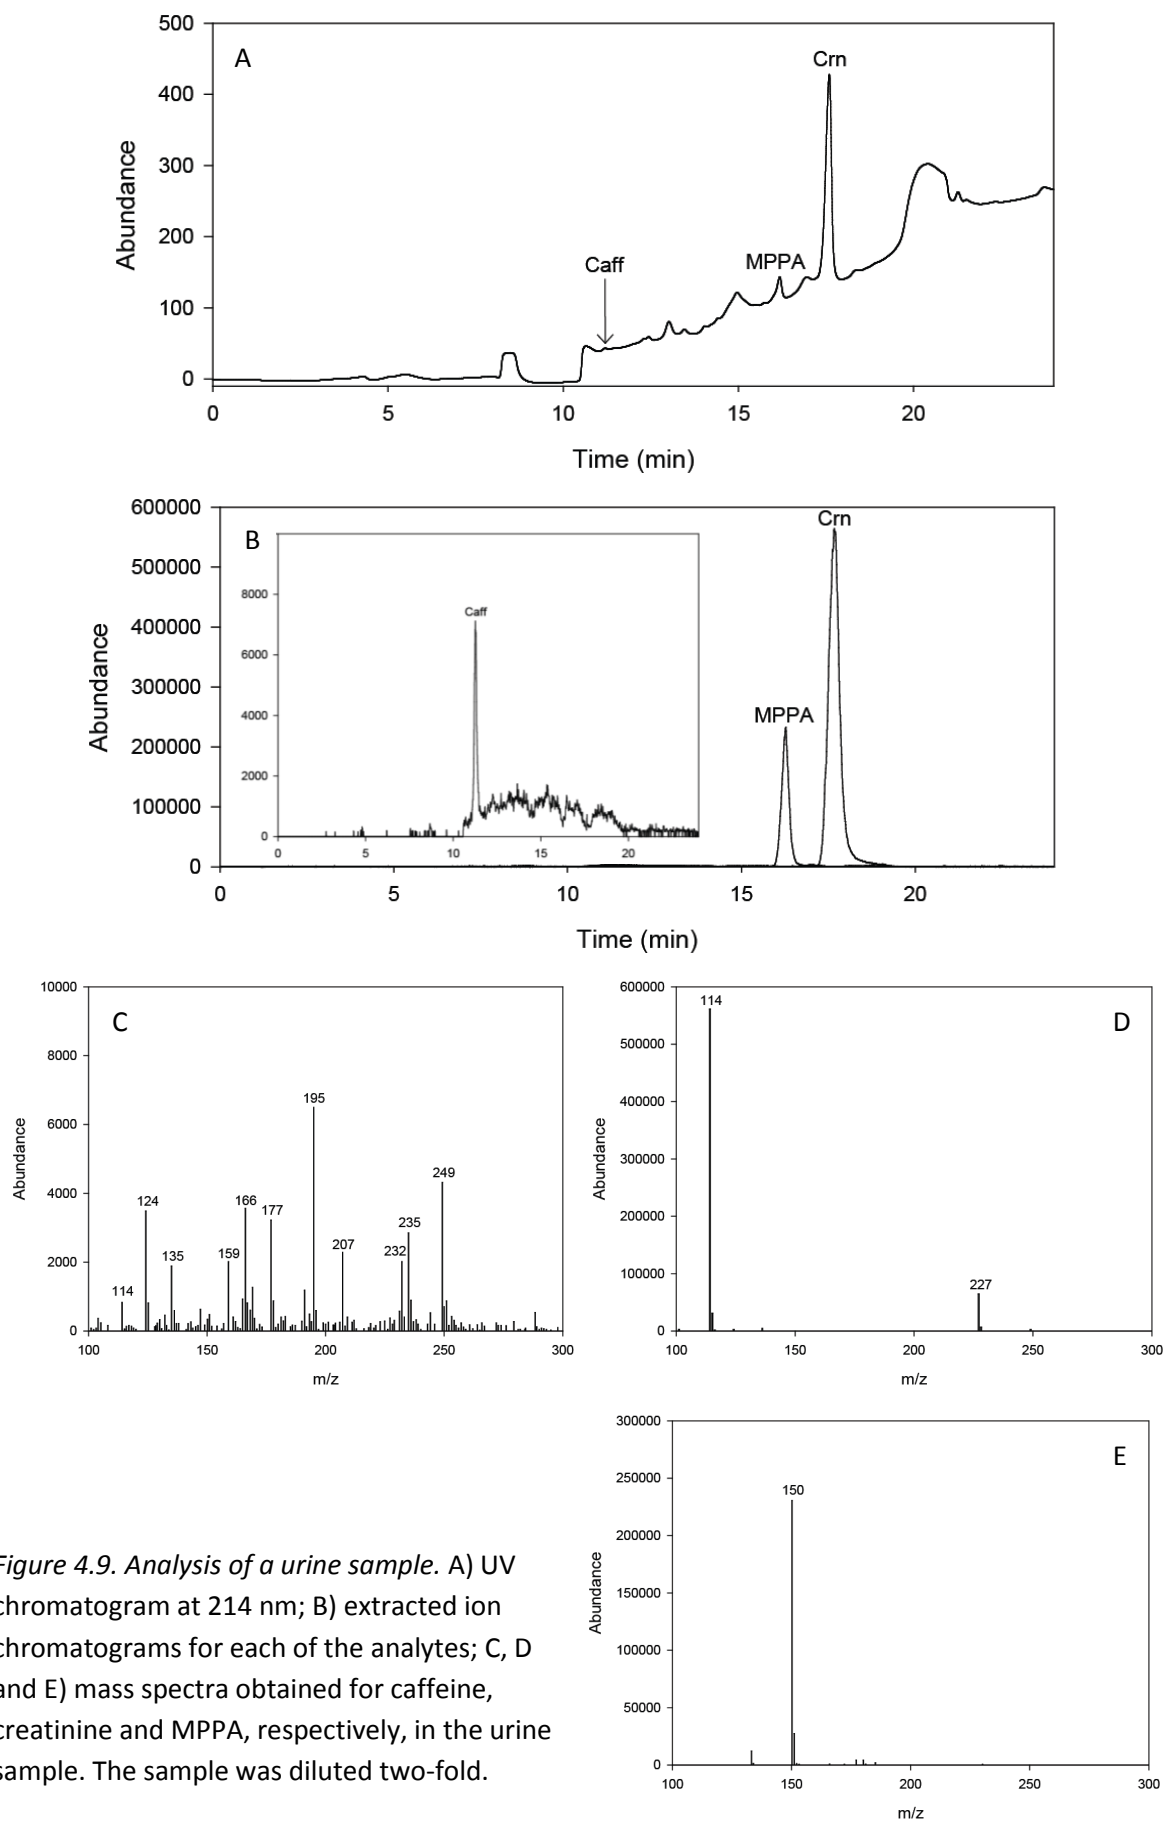 500
A
Crn
400
300
Abundance
200
Caff
MPPA
100
0
0 5 10 15 20
Time (min)
600000
B
Crn
500000
8000
Caff
400000
6000
Abundance
300000
4000
MPPA
200000
2000
100000
0
0 5 10 15 20
0
0 5 10 15 20
Time (min)
10000
C
8000
195
6000
Abundance
249
4000
124
166
177
235
135
159
207
232
2000
114
0
100 150 200 250 300
m/z
600000
114
D
500000
400000
Abundance
300000
200000
100000
227
0
100 150 200 250 300
m/z
300000
E
250000
150
200000
Abundance
150000
100000
50000
0
100 150 200 250 300
m/z
Figure 4.9. Analysis of a urine sample. A) UV
chromatogram at 214 nm; B) extracted ion
chromatograms for each of the analytes; C, D
and E) mass spectra obtained for caffeine,
creatinine and MPPA, respectively, in the urine
sample. The sample was diluted two-fold.